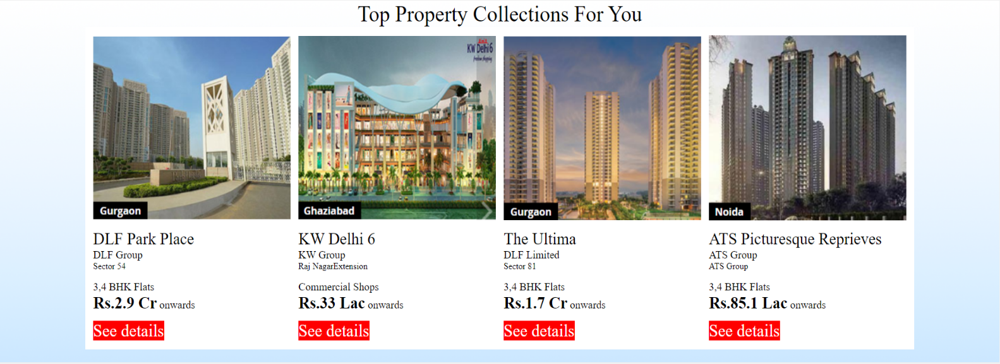 Top Property Collections For You
KW Delhi 6
Gurgaon
Ghaziabad
Gurgaon
Noida
DLF Park Place
DLF Group
Sector 54
3,4 BHK Flats
Rs.2.9 Cr onwards
See details
KW Delhi 6
KW Group
Raj NagarExtension
Commercial Shops
Rs.33 Lac onwards
See details
The Ultima
DLF Limited
Sector 81
3,4 BHK Flats
Rs.1.7 Cr onwards
See details
ATS Picturesque Reprieves
ATS Group
ATS Group
3,4 BHK Flats
Rs.85.1 Lac onwards
See details